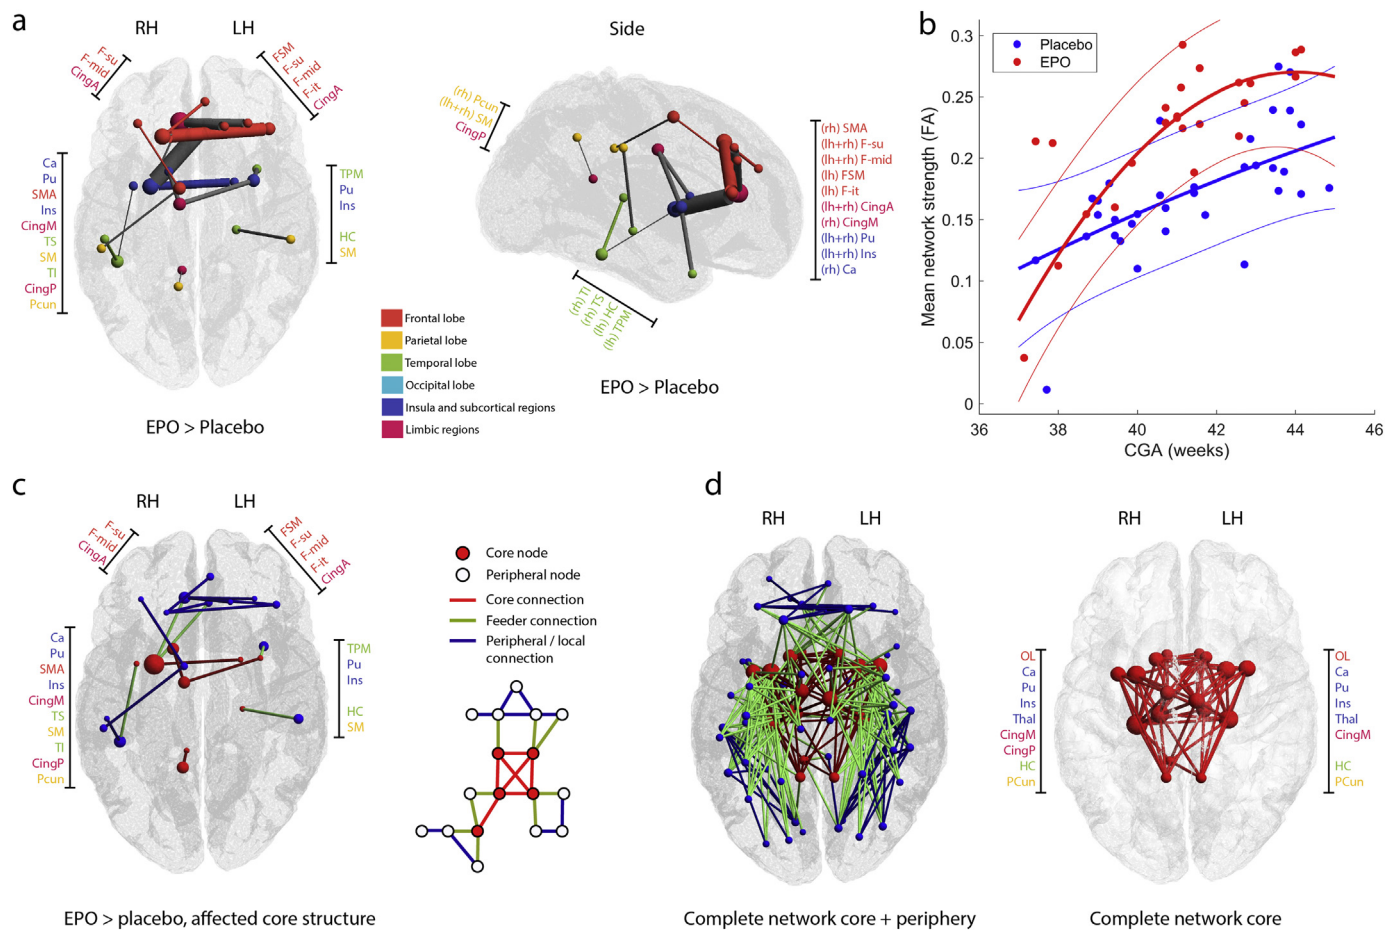 a
RH
LH
F-su
F-mid
CingA
FSM
F-su
F-mid
F-it
CingA
Ca
Pu
SMA
Ins
CingM
TS
SM
TI
CingP
Pcun
TPM
Pu
Ins
HC
SM
EPO > Placebo
Side
(rh) Pcun
(lh+rh) SM
CingP
(rh) SMA
(lh+rh) F-su
(lh+rh) F-mid
(lh) FSM
(lh) F-it
(lh+rh) CingA
(rh) CingM
(lh+rh) Pu
(lh+rh) Ins
(rh) Ca
(rh) TI
(rh) TS
(lh) HC
(lh) TPM
Frontal lobe
Parietal lobe
Temporal lobe
Occipital lobe
Insula and subcortical regions
Limbic regions
EPO > Placebo
b
Mean network strength (FA)
0.3
0.25
0.2
0.15
0.1
0.05
0
Placebo
EPO
36
38
40
42
44
46
CGA (weeks)
c
RH
LH
F-su
F-mid
CingA
FSM
F-su
F-mid
F-it
CingA
Ca
Pu
SMA
Ins
CingM
TS
SM
TI
CingP
Pcun
TPM
Pu
Ins
HC
SM
Core node
Peripheral node
Core connection
Feeder connection
Peripheral / local
connection
EPO > placebo, affected core structure
d
RH
LH
Complete network core + periphery
RH
LH
OL
Ca
Pu
Ins
Thal
CingM
CingP
HC
PCun
OL
Ca
Pu
Ins
Thal
CingM
HC
PCun
Complete network core